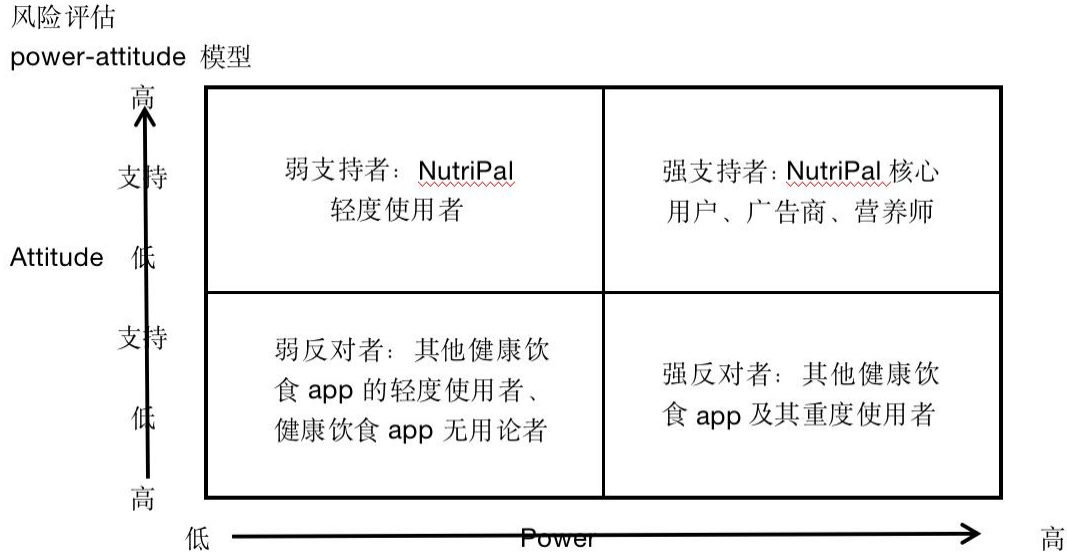 风险评估
power-attitude 模型
高
支持
Attitude 低
支持
低
高
弱支持者：NutriPal
轻度使用者
强支持者：NutriPal 核心
用户、广告商、营养师
弱反对者：其他健康饮
食 app 的轻度使用者、
健康饮食 app 无用论者
强反对者：其他健康饮
食 app 及其重度使用者
低 Power 高